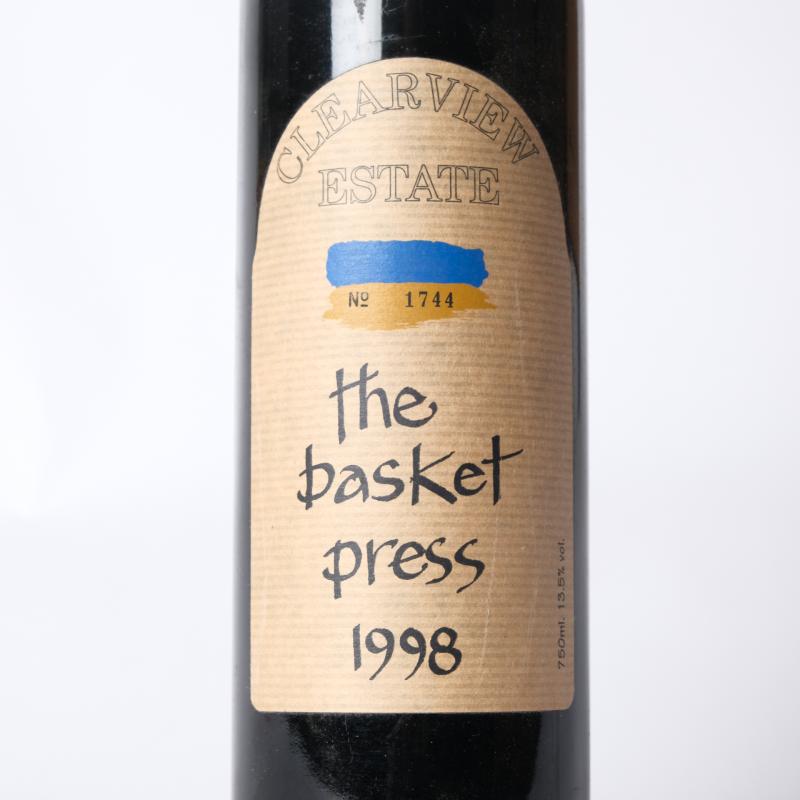 CLEARVIEW
ESTATE
Nº 1744
the
basket
press
1998
750ml. 13.5% vol.